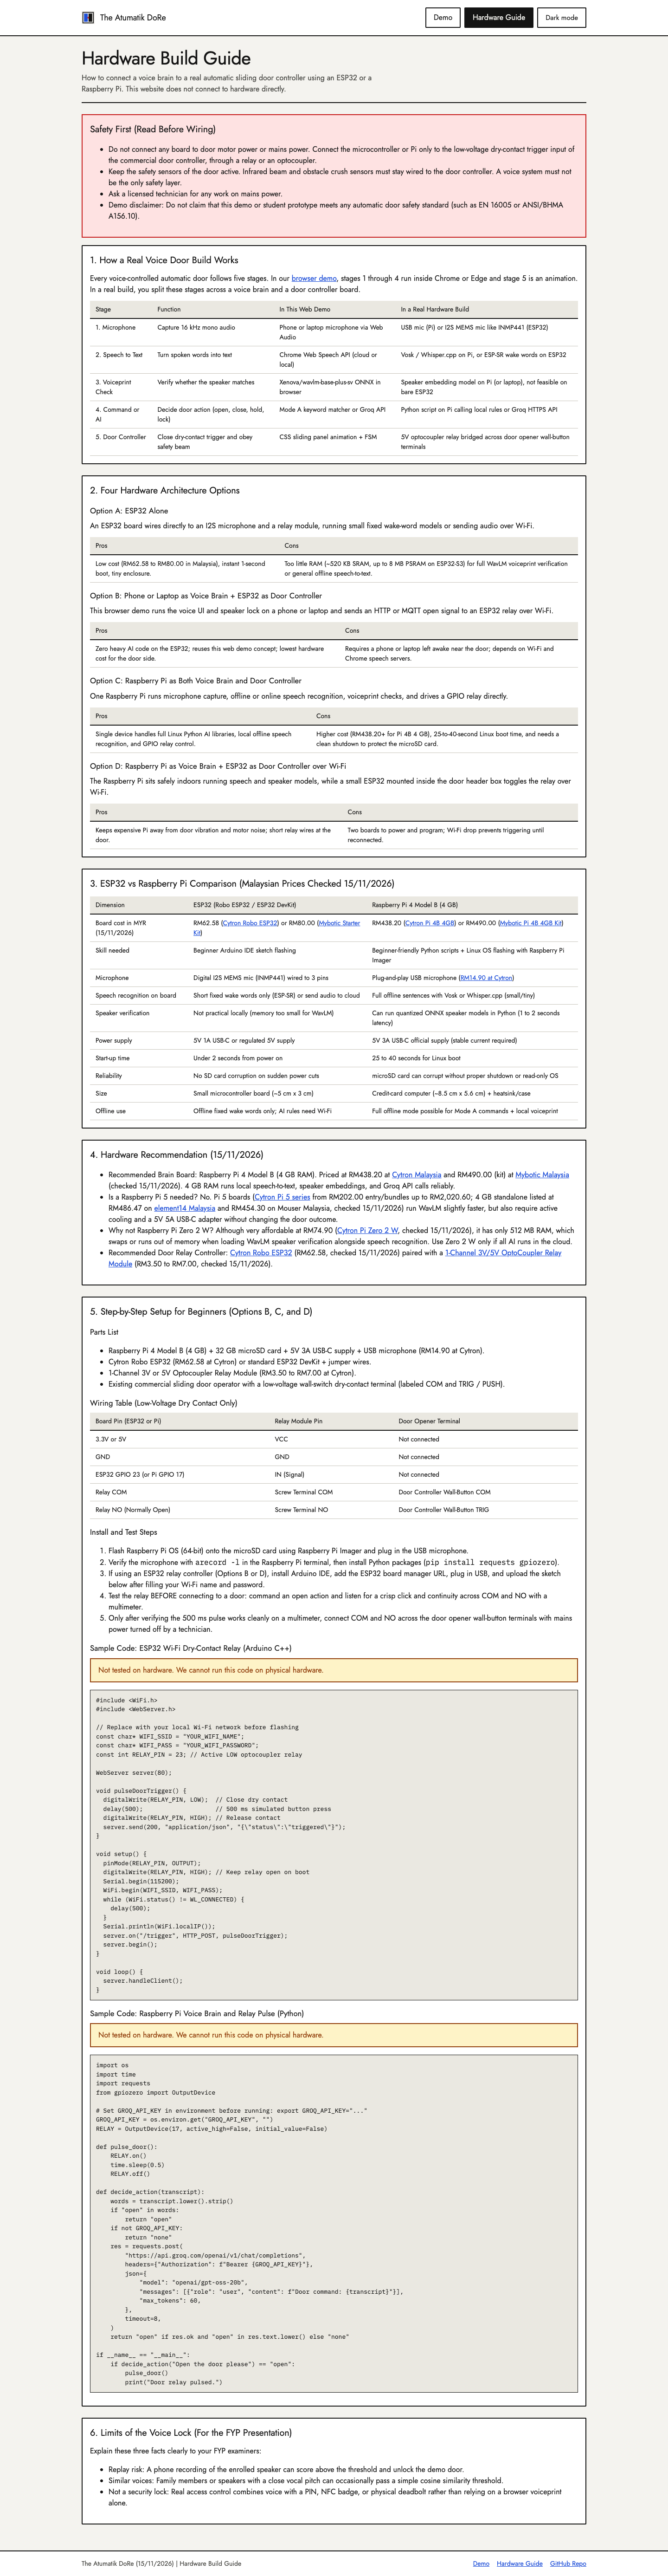 The Atumatik DoRe
Demo
Hardware Guide
Dark mode
Hardware Build Guide
How to connect a voice brain to a real automatic sliding door controller using an ESP32 or a
Raspberry Pi. This website does not connect to hardware directly.
Safety First (Read Before Wiring)
• Do not connect any board to door motor power or mains power. Connect the microcontroller or Pi only to the low-voltage dry-contact trigger input of
the commercial door controller, through a relay or an optocoupler.
• Keep the safety sensors of the door active. Infrared beam and obstacle crush sensors must stay wired to the door controller. A voice system must not
be the only safety layer.
• Ask a licensed technician for any work on mains power.
• Demo disclaimer: Do not claim that this demo or student prototype meets any automatic door safety standard (such as EN 16005 or ANSI/BHMA
A156.10).
1. How a Real Voice Door Build Works
Every voice-controlled automatic door follows five stages. In our browser demo, stages 1 through 4 run inside Chrome or Edge and stage 5 is an animation.
In a real build, you split these stages across a voice brain and a door controller board.
Stage Function In This Web Demo In a Real Hardware Build
1. Microphone Capture 16 kHz mono audio Phone or laptop microphone via Web USB mic (Pi) or I2S MEMS mic like INMP441 (ESP32)
Audio
2. Speech to Text Turn spoken words into text Chrome Web Speech API (cloud or Vosk / Whisper.cpp on Pi, or ESP-SR wake words on ESP32
local)
3. Voiceprint Verify whether the speaker matches Xenova/wavlm-base-plus-sv ONNX in Speaker embedding model on Pi (or laptop), not feasible on
Check browser bare ESP32
4. Command or Decide door action (open, close, hold, Mode A keyword matcher or Groq API Python script on Pi calling local rules or Groq HTTPS API
AI lock)
5. Door Controller Close dry-contact trigger and obey CSS sliding panel animation + FSM 5V optocoupler relay bridged across door opener wall-button
safety beam terminals
2. Four Hardware Architecture Options
Option A: ESP32 Alone
An ESP32 board wires directly to an I2S microphone and a relay module, running small fixed wake-word models or sending audio over Wi-Fi.
Pros Cons
Low cost (RM62.58 to RM80.00 in Malaysia), instant 1-second Too little RAM (~520 KB SRAM, up to 8 MB PSRAM on ESP32-S3) for full WavLM voiceprint verification
boot, tiny enclosure. or general offline speech-to-text.
Option B: Phone or Laptop as Voice Brain + ESP32 as Door Controller
This browser demo runs the voice UI and speaker lock on a phone or laptop and sends an HTTP or MQTT open signal to an ESP32 relay over Wi-Fi.
Pros Cons
Zero heavy AI code on the ESP32; reuses this web demo concept; lowest hardware Requires a phone or laptop left awake near the door; depends on Wi-Fi and
cost for the door side. Chrome speech servers.
Option C: Raspberry Pi as Both Voice Brain and Door Controller
One Raspberry Pi runs microphone capture, offline or online speech recognition, voiceprint checks, and drives a GPIO relay directly.
Pros Cons
Single device handles full Linux Python AI libraries, local offline speech Higher cost (RM438.20+ for Pi 4B 4 GB), 25-to-40-second Linux boot time, and needs a
recognition, and GPIO relay control. clean shutdown to protect the microSD card.
Option D: Raspberry Pi as Voice Brain + ESP32 as Door Controller over Wi-Fi
The Raspberry Pi sits safely indoors running speech and speaker models, while a small ESP32 mounted inside the door header box toggles the relay over
Wi-Fi.
Pros Cons
Keeps expensive Pi away from door vibration and motor noise; short relay wires at the Two boards to power and program; Wi-Fi drop prevents triggering until
door. reconnected.
3. ESP32 vs Raspberry Pi Comparison (Malaysian Prices Checked 15/11/2026)
Dimension ESP32 (Robo ESP32 / ESP32 DevKit) Raspberry Pi 4 Model B (4 GB)
Board cost in MYR RM62.58 (Cytron Robo ESP32) or RM80.00 (Mybotic Starter RM438.20 (Cytron Pi 4B 4GB) or RM490.00 (Mybotic Pi 4B 4GB Kit)
(15/11/2026) Kit)
Skill needed Beginner Arduino IDE sketch flashing Beginner-friendly Python scripts + Linux OS flashing with Raspberry Pi
Imager
Microphone Digital I2S MEMS mic (INMP441) wired to 3 pins Plug-and-play USB microphone (RM14.90 at Cytron)
Speech recognition on board Short fixed wake words only (ESP-SR) or send audio to cloud Full offline sentences with Vosk or Whisper.cpp (small/tiny)
Speaker verification Not practically locally (memory too small for WavLM) Can run quantized ONNX speaker models in Python (1 to 2 seconds
latency)
Power supply 5V 1A USB-C or regulated 5V supply 5V 3A USB-C official supply (stable current required)
Start-up time Under 2 seconds from power on 25 to 40 seconds for Linux boot
Reliability No SD card corruption on sudden power cuts microSD card can corrupt without proper shutdown or read-only OS
Size Small microcontroller board (~5 cm x 3 cm) Credit-card computer (~8.5 cm x 5.6 cm) + heatsink/case
Offline use Offline fixed wake words only; AI rules need Wi-Fi Full offline mode possible for Mode A commands + local voiceprint
4. Hardware Recommendation (15/11/2026)
• Recommended Brain Board: Raspberry Pi 4 Model B (4 GB RAM). Priced at RM438.20 at Cytron Malaysia and RM490.00 (kit) at Mybotic Malaysia
(checked 15/11/2026). 4 GB RAM runs local speech-to-text, speaker embeddings, and Groq API calls reliably.
• Is a Raspberry Pi 5 needed? No. Pi 5 boards (Cytron Pi 5 series from RM202.00 entry/bundles up to RM2,020.60; 4 GB standalone listed at
RM486.47 on element14 Malaysia and RM454.30 on Mouser Malaysia, checked 15/11/2026) run WavLM slightly faster, but also require active
cooling and a 5V 5A USB-C adapter without changing the door outcome.
• Why not Raspberry Pi Zero 2 W? Although very affordable at RM74.90 (Cytron Pi Zero 2 W, checked 15/11/2026), it has only 512 MB RAM, which
swaps or runs out of memory when loading WavLM speaker verification alongside speech recognition. Use Zero 2 W only if all AI runs in the cloud.
• Recommended Door Relay Controller: Cytron Robo ESP32 (RM62.58, checked 15/11/2026) paired with a 1-Channel 3V/5V OptoCoupler Relay
Module (RM3.50 to RM7.00, checked 15/11/2026).
5. Step-by-Step Setup for Beginners (Options B, C, and D)
Parts List
• Raspberry Pi 4 Model B (4 GB) + 32 GB microSD card + 5V 3A USB-C supply + USB microphone (RM14.90 at Cytron).
• Cytron Robo ESP32 (RM62.58 at Cytron) or standard ESP32 DevKit + jumper wires.
• 1-Channel 3V or 5V Optocoupler Relay Module (RM3.50 to RM7.00 at Cytron).
• Existing commercial sliding door operator with a low-voltage wall-switch dry-contact terminal (labeled COM and TRIG / PUSH).
Wiring Table (Low-Voltage Dry Contact Only)
Board Pin (ESP32 or Pi) Relay Module Pin Door Opener Terminal
3.3V or 5V VCC Not connected
GND GND Not connected
ESP32 GPIO 23 (or Pi GPIO 17) IN (Signal) Not connected
Relay COM Screw Terminal COM Door Controller Wall-Button COM
Relay NO (Normally Open) Screw Terminal NO Door Controller Wall-Button TRIG
Install and Test Steps
1. Flash Raspberry Pi OS (64-bit) onto the microSD card using Raspberry Pi Imager and plug in the USB microphone.
2. Verify the microphone with arecord -l in the Raspberry Pi terminal, then install Python packages (pip install requests gpiozero).
3. If using an ESP32 relay controller (Options B or D), install Arduino IDE, add the ESP32 board manager URL, plug in USB, and upload the sketch
below after filling your Wi-Fi name and password.
4. Test the relay BEFORE connecting to a door: command an open action and listen for a crisp click and continuity across COM and NO with a
multimeter.
5. Only after verifying the 500 ms pulse works cleanly on a multimeter, connect COM and NO across the door opener wall-button terminals with mains
power turned off by a technician.
Sample Code: ESP32 Wi-Fi Dry-Contact Relay (Arduino C++)
Not tested on hardware. We cannot run this code on physical hardware.
#include <WiFi.h>
#include <WebServer.h>
// Replace with your local Wi-Fi network before flashing
const char* WIFI_SSID = "YOUR_WIFI_NAME";
const char* WIFI_PASS = "YOUR_WIFI_PASSWORD";
const int RELAY_PIN = 23; // Active LOW optocoupler relay
WebServer server(80);
void pulseDoorTrigger() {
digitalWrite(RELAY_PIN, LOW);  // Close dry contact
delay(500);                    // 500 ms simulated button press
digitalWrite(RELAY_PIN, HIGH); // Release contact
server.send(200, "application/json", "{\"status\":\"triggered\"}");
}
void setup() {
pinMode(RELAY_PIN, OUTPUT);
digitalWrite(RELAY_PIN, HIGH); // Keep relay open on boot
Serial.begin(115200);
WiFi.begin(WIFI_SSID, WIFI_PASS);
while (WiFi.status() != WL_CONNECTED) {
delay(500);
}
Serial.println(WiFi.localIP());
server.on("/trigger", HTTP_POST, pulseDoorTrigger);
server.begin();
}
void loop() {
server.handleClient();
}
Sample Code: Raspberry Pi Voice Brain and Relay Pulse (Python)
Not tested on hardware. We cannot run this code on physical hardware.
import os
import time
import requests
from gpiozero import OutputDevice
# Set GROQ_API_KEY in environment before running: export GROQ_API_KEY="..."
GROQ_API_KEY = os.environ.get("GROQ_API_KEY", "")
RELAY = OutputDevice(17, active_high=False, initial_value=False)
def pulse_door():
RELAY.on()
time.sleep(0.5)
RELAY.off()
def decide_action(transcript):
words = transcript.lower().strip()
if "open" in words:
return "open"
if not GROQ_API_KEY:
return "none"
res = requests.post(
"https://api.groq.com/openai/v1/chat/completions",
headers={"Authorization": f"Bearer {GROQ_API_KEY}"},
json={
"model": "openai/gpt-oss-20b",
"messages": [{"role": "user", "content": f"Door command: {transcript}"}],
"max_tokens": 60,
},
timeout=8,
)
return "open" if res.ok and "open" in res.text.lower() else "none"
if __name__ == "__main__":
if decide_action("Open the door please") == "open":
pulse_door()
print("Door relay pulsed.")
6. Limits of the Voice Lock (For the FYP Presentation)
Explain these three facts clearly to your FYP examiners:
• Replay risk: A phone recording of the enrolled speaker can score above the threshold and unlock the demo door.
• Similar voices: Family members or speakers with a close vocal pitch can occasionally pass a simple cosine similarity threshold.
• Not a security lock: Real access control combines voice with a PIN, NFC badge, or physical deadbolt rather than relying on a browser voiceprint
alone.
The Atumatik DoRe (15/11/2026) | Hardware Build Guide
Demo Hardware Guide GitHub Repo